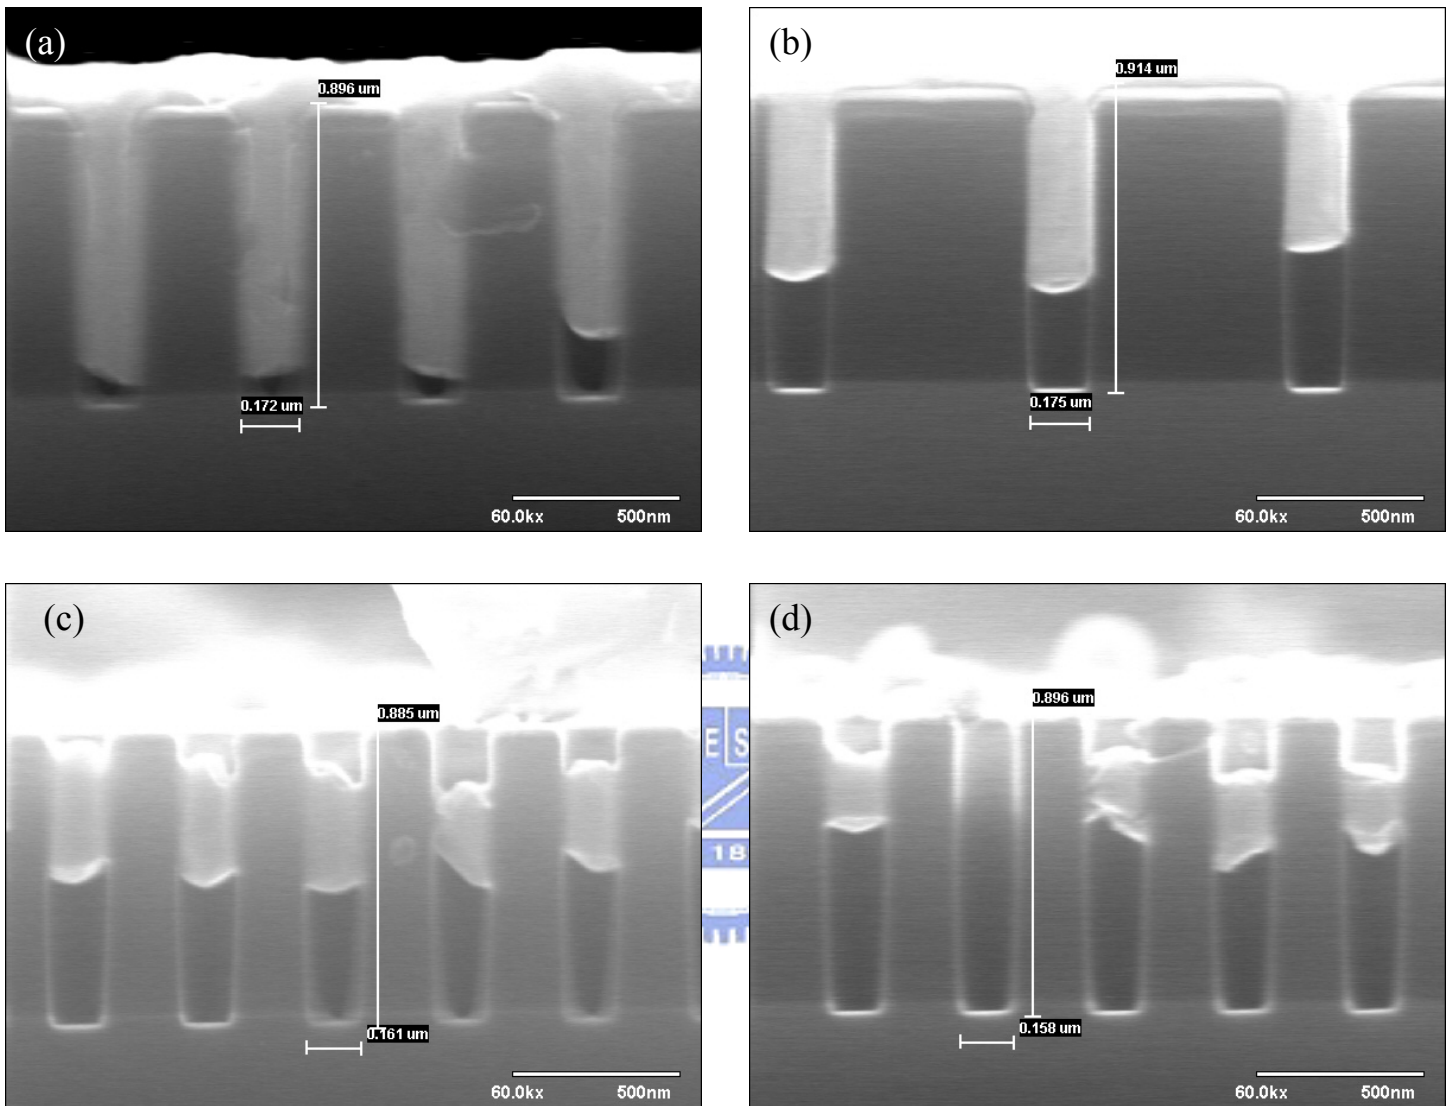 (a)
0.896 um
0.172 um
60.0kx 500nm
(b)
0.914 um
0.175 um
60.0kx 500nm
(c)
0.885 um
0.161 um
60.0kx 500nm
E S
18
(d)
0.896 um
0.158 um
60.0kx 500nm